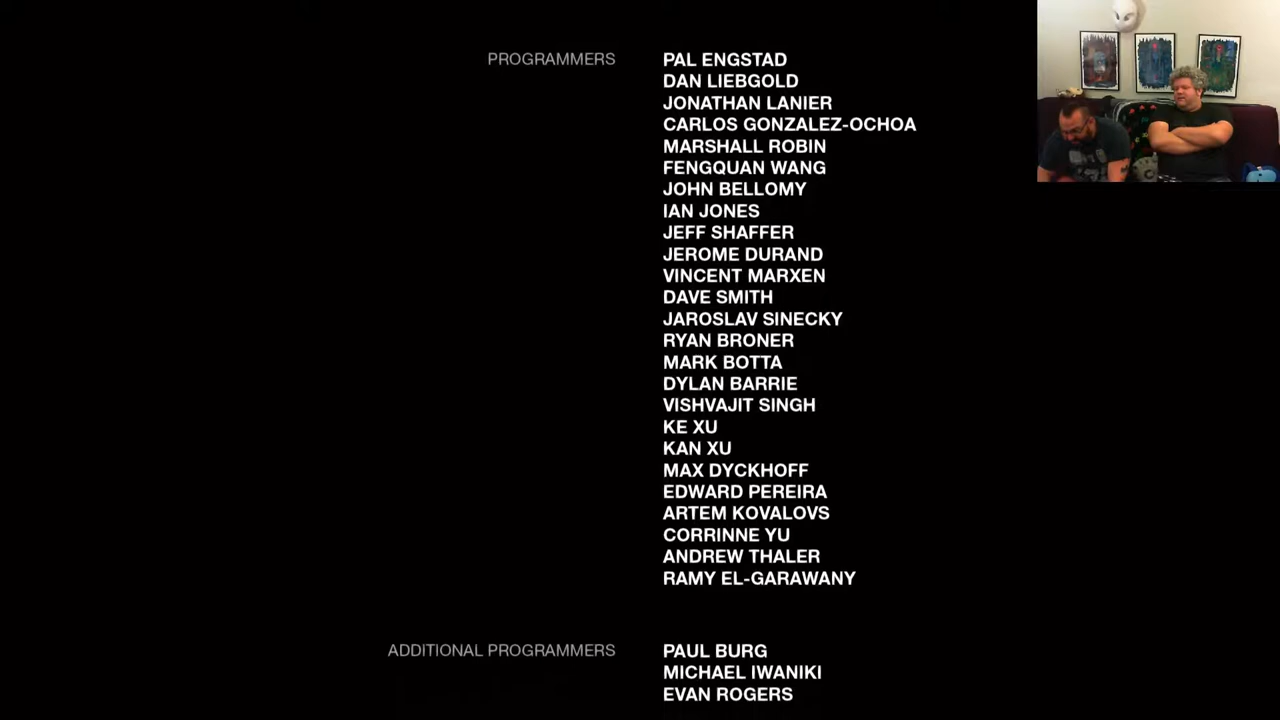 PROGRAMMERS PAL ENGSTAD
DAN LIEBGOLD
JONATHAN LANIER
CARLOS GONZALEZ-OCHOA
MARSHALL ROBIN
FENGQUAN WANG
JOHN BELLOMY
IAN JONES
JEFF SHAFFER
JEROME DURAND
VINCENT MARXEN
DAVE SMITH
JAROSLAV SINECKY
RYAN BRONER
MARK BOTTA
DYLAN BARRIE
VISHVAJIT SINGH
KE XU
KAN XU
MAX DYCKHOFF
EDWARD PEREIRA
ARTEM KOVALOVS
CORRINNE YU
ANDREW THALER
RAMY EL-GARAWANY
ADDITIONAL PROGRAMMERS PAUL BURG
MICHAEL IWANIKI
EVAN ROGERS